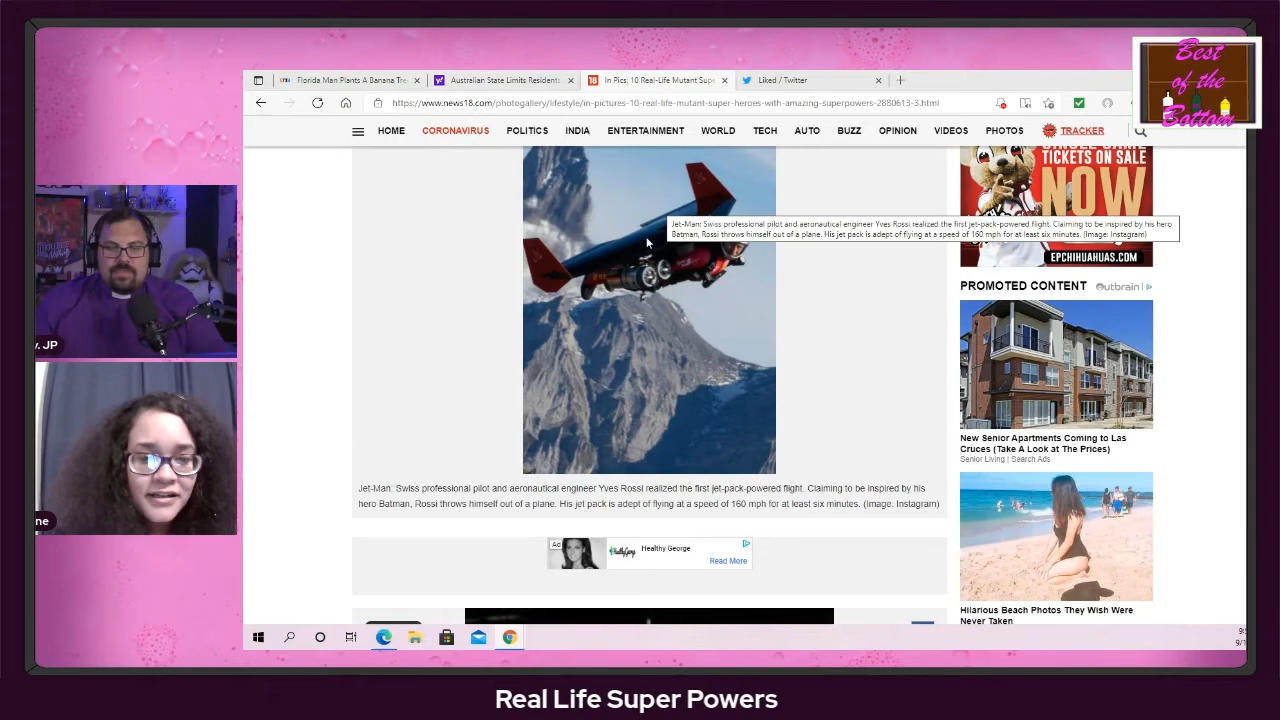 Best
of the
Bottom
Florida Man Plants A Banana Tre
Australian State Limits Resident
In Pics: 10 Real-Life Mutant Supe
Liked / Twitter
https://www.news18.com/photogallery/lifestyle/in-pictures-10-real-life-mutant-super-heroes-with-amazing-superpowers-2880613-3.html
HOME CORONAVIRUS POLITICS INDIA ENTERTAINMENT WORLD TECH AUTO BUZZ OPINION VIDEOS PHOTOS TRACKER
TICKETS ON SALE
NOW
EPCHIHUAHUAS.COM
Jet-Man: Swiss professional pilot and aeronautical engineer Yves Rossi realized the first jet-pack-powered flight. Claiming to be inspired by his hero
Batman, Rossi throws himself out of a plane. His jet pack is adept of flying at a speed of 160 mph for at least six minutes. (Image: Instagram)
PROMOTED CONTENT
Outbrain
v. JP
New Senior Apartments Coming to Las
Cruces (Take A Look at The Prices)
Senior Living | Search Ads
Jet-Man: Swiss professional pilot and aeronautical engineer Yves Rossi realized the first jet-pack-powered flight. Claiming to be inspired by his
hero Batman, Rossi throws himself out of a plane. His jet pack is adept of flying at a speed of 160 mph for at least six minutes. (Image: Instagram)
ne
Ad
Healthy George
Read More
Hilarious Beach Photos They Wish Were
Never Taken
Real Life Super Powers